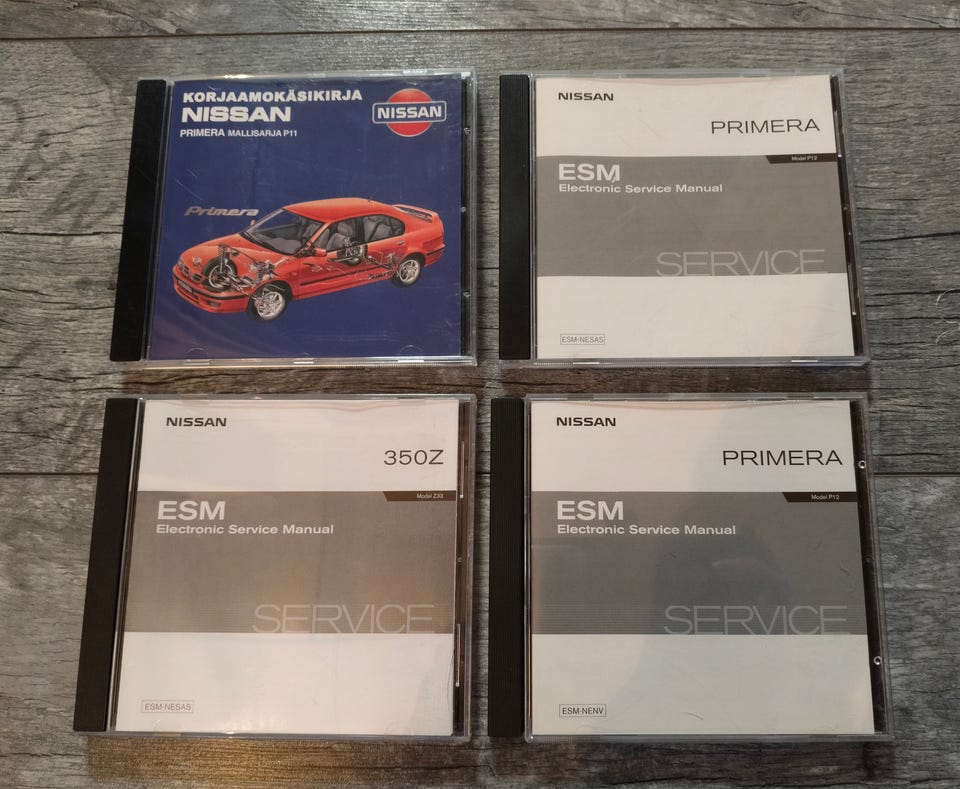 KORJAAMOKÄSIKIRJA
NISSAN
PRIMERA MALLISARJA P11
NISSAN
Primera
NISSAN
PRIMERA
Model P12
ESM
Electronic Service Manual
SERVICE
ESM-NESAS
NISSAN
350Z
Model Z33
ESM
Electronic Service Manual
SERVICE
ESM-NESAS
NISSAN
PRIMERA
Model P12
ESM
Electronic Service Manual
SERVICE
ESM-NENV